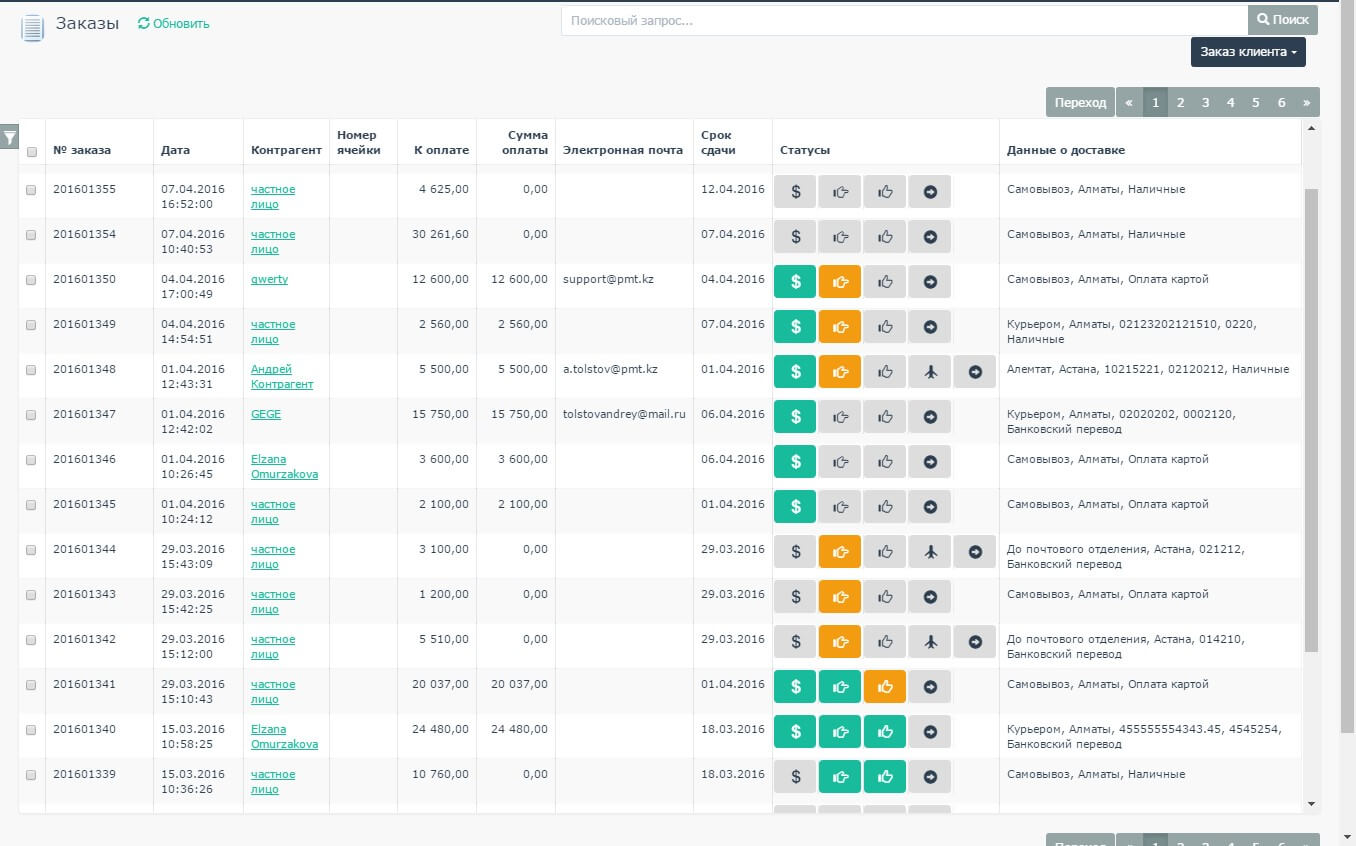 Заказы Обновить
Поисковый запрос... Поиск
Заказ клиента
Переход « 1 2 3 4 5 6 »
№ заказа Дата Контрагент Номер ячейки К оплате Сумма оплаты Электронная почта Срок сдачи Статусы Данные о доставке
201601355 07.04.2016 частное 4 625,00 0,00 12.04.2016 $ Самовывоз, Алматы, Наличные
16:52:00 лицо
201601354 07.04.2016 частное 30 261,60 0,00 07.04.2016 $ Самовывоз, Алматы, Наличные
10:40:53 лицо
201601350 04.04.2016 qwerty 12 600,00 12 600,00 support@pmt.kz 04.04.2016 $ Самовывоз, Алматы, Оплата картой
17:00:49
201601349 04.04.2016 частное 2 560,00 2 560,00 07.04.2016 $ Курьером, Алматы, 02123202121510, 0220,
14:54:51 лицо Наличные
201601348 01.04.2016 Андрей 5 500,00 5 500,00 a.tolstov@pmt.kz 01.04.2016 $ Алемтат, Астана, 10215221, 02120212, Наличные
12:43:31 Контрагент
201601347 01.04.2016 GEGE 15 750,00 15 750,00 tolstovandrey@mail.ru 06.04.2016 $ Курьером, Алматы, 02020202, 0002120,
12:42:02 Банковский перевод
201601346 01.04.2016 Elzana 3 600,00 3 600,00 06.04.2016 $ Самовывоз, Алматы, Оплата картой
10:26:45 Omurzakova
201601345 01.04.2016 частное 2 100,00 2 100,00 01.04.2016 $ Самовывоз, Алматы, Оплата картой
10:24:12 лицо
201601344 29.03.2016 частное 3 100,00 0,00 29.03.2016 $ До почтового отделения, Астана, 021212,
15:43:09 лицо Банковский перевод
201601343 29.03.2016 частное 1 200,00 0,00 29.03.2016 $ Самовывоз, Алматы, Оплата картой
15:42:25 лицо
201601342 29.03.2016 частное 5 510,00 0,00 29.03.2016 $ До почтового отделения, Астана, 014210,
15:12:00 лицо Банковский перевод
201601341 29.03.2016 частное 20 037,00 20 037,00 01.04.2016 $ Самовывоз, Алматы, Оплата картой
15:10:43 лицо
201601340 15.03.2016 Elzana 24 480,00 24 480,00 18.03.2016 $ Курьером, Алматы, 455555554343.45, 4545254,
10:58:25 Omurzakova Банковский перевод
201601339 15.03.2016 частное 10 760,00 0,00 18.03.2016 $ Самовывоз, Алматы, Наличные
10:36:26 лицо
Переход « 1 2 3 4 5 6 »